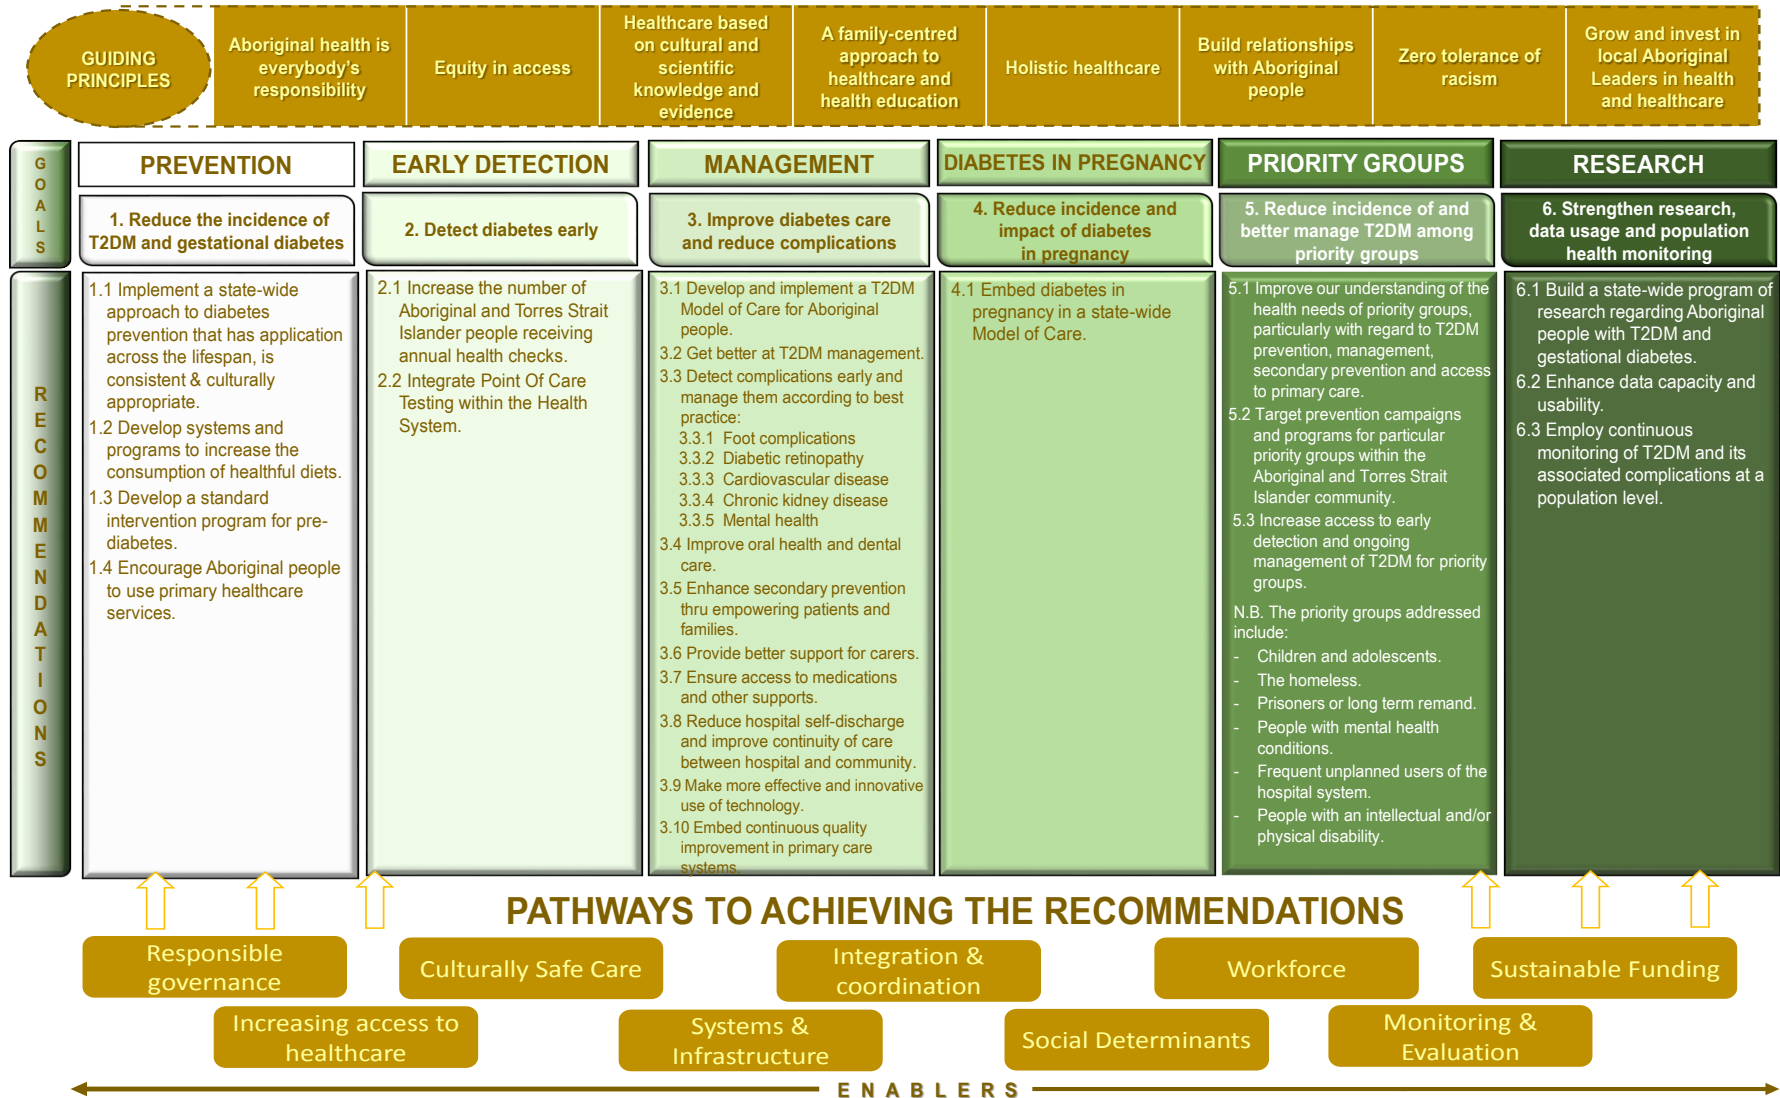 GUIDING
PRINCIPLES
Aboriginal health is
everybody's
responsibility
Equity in access
Healthcare based
on cultural and
scientific
knowledge and
evidence
A family-centred
approach to
healthcare and
health education
Holistic healthcare
Build relationships
with Aboriginal
people
Zero tolerance of
racism
Grow and invest in
local Aboriginal
Leaders in health
and healthcare
GOALS
PREVENTION
EARLY DETECTION
MANAGEMENT
DIABETES IN PREGNANCY
PRIORITY GROUPS
RESEARCH
1. Reduce the incidence of
T2DM and gestational diabetes
2. Detect diabetes early
3. Improve diabetes care
and reduce complications
4. Reduce incidence and
impact of diabetes
in pregnancy
5. Reduce incidence of and
better manage T2DM among
priority groups
6. Strengthen research,
data usage and population
health monitoring
RECOMMENDATIONS
1.1 Implement a state-wide
approach to diabetes
prevention that has application
across the lifespan, is
consistent & culturally
appropriate.
1.2 Develop systems and
programs to increase the
consumption of healthful diets.
1.3 Develop a standard
intervention program for pre-
diabetes.
1.4 Encourage Aboriginal people
to use primary healthcare
services.
2.1 Increase the number of
Aboriginal and Torres Strait
Islander people receiving
annual health checks.
2.2 Integrate Point Of Care
Testing within the Health
System.
3.1 Develop and implement a T2DM
Model of Care for Aboriginal
people.
3.2 Get better at T2DM management.
3.3 Detect complications early and
manage them according to best
practice:
3.3.1 Foot complications
3.3.2 Diabetic retinopathy
3.3.3 Cardiovascular disease
3.3.4 Chronic kidney disease
3.3.5 Mental health
3.4 Improve oral health and dental
care.
3.5 Enhance secondary prevention
thru empowering patients and
families.
3.6 Provide better support for carers.
3.7 Ensure access to medications
and other supports.
3.8 Reduce hospital self-discharge
and improve continuity of care
between hospital and community.
3.9 Make more effective and innovative
use of technology.
3.10 Embed continuous quality
improvement in primary care
systems.
4.1 Embed diabetes in
pregnancy in a state-wide
Model of Care.
5.1 Improve our understanding of the
health needs of priority groups,
particularly with regard to T2DM
prevention, management,
secondary prevention and access
to primary care.
5.2 Target prevention campaigns
and programs for particular
priority groups within the
Aboriginal and Torres Strait
Islander community.
5.3 Increase access to early
detection and ongoing
management of T2DM for priority
groups.
N.B. The priority groups addressed
include:
- Children and adolescents.
- The homeless.
- Prisoners or long term remand.
- People with mental health
conditions.
- Frequent unplanned users of the
hospital system.
- People with an intellectual and/or
physical disability.
6.1 Build a state-wide program of
research regarding Aboriginal
people with T2DM and
gestational diabetes.
6.2 Enhance data capacity and
usability.
6.3 Employ continuous
monitoring of T2DM and its
associated complications at a
population level.
PATHWAYS TO ACHIEVING THE RECOMMENDATIONS
Responsible
governance
Culturally Safe Care
Integration &
coordination
Workforce
Sustainable Funding
Increasing access to
healthcare
Systems &
Infrastructure
Social Determinants
Monitoring &
Evaluation
ENABLERS